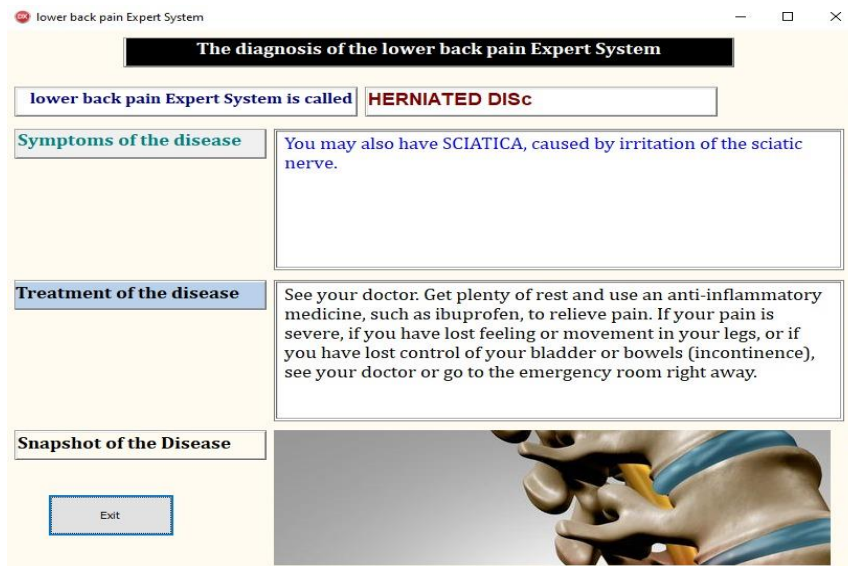 lower back pain Expert System
The diagnosis of the lower back pain Expert System
lower back pain Expert System is called
HERNIATED DISc
Symptoms of the disease
You may also have SCIATICA, caused by irritation of the sciatic
nerve.
Treatment of the disease
See your doctor. Get plenty of rest and use an anti-inflammatory
medicine, such as ibuprofen, to relieve pain. If your pain is
severe, if you have lost feeling or movement in your legs, or if
you have lost control of your bladder or bowels (incontinence),
see your doctor or go to the emergency room right away.
Snapshot of the Disease
Exit